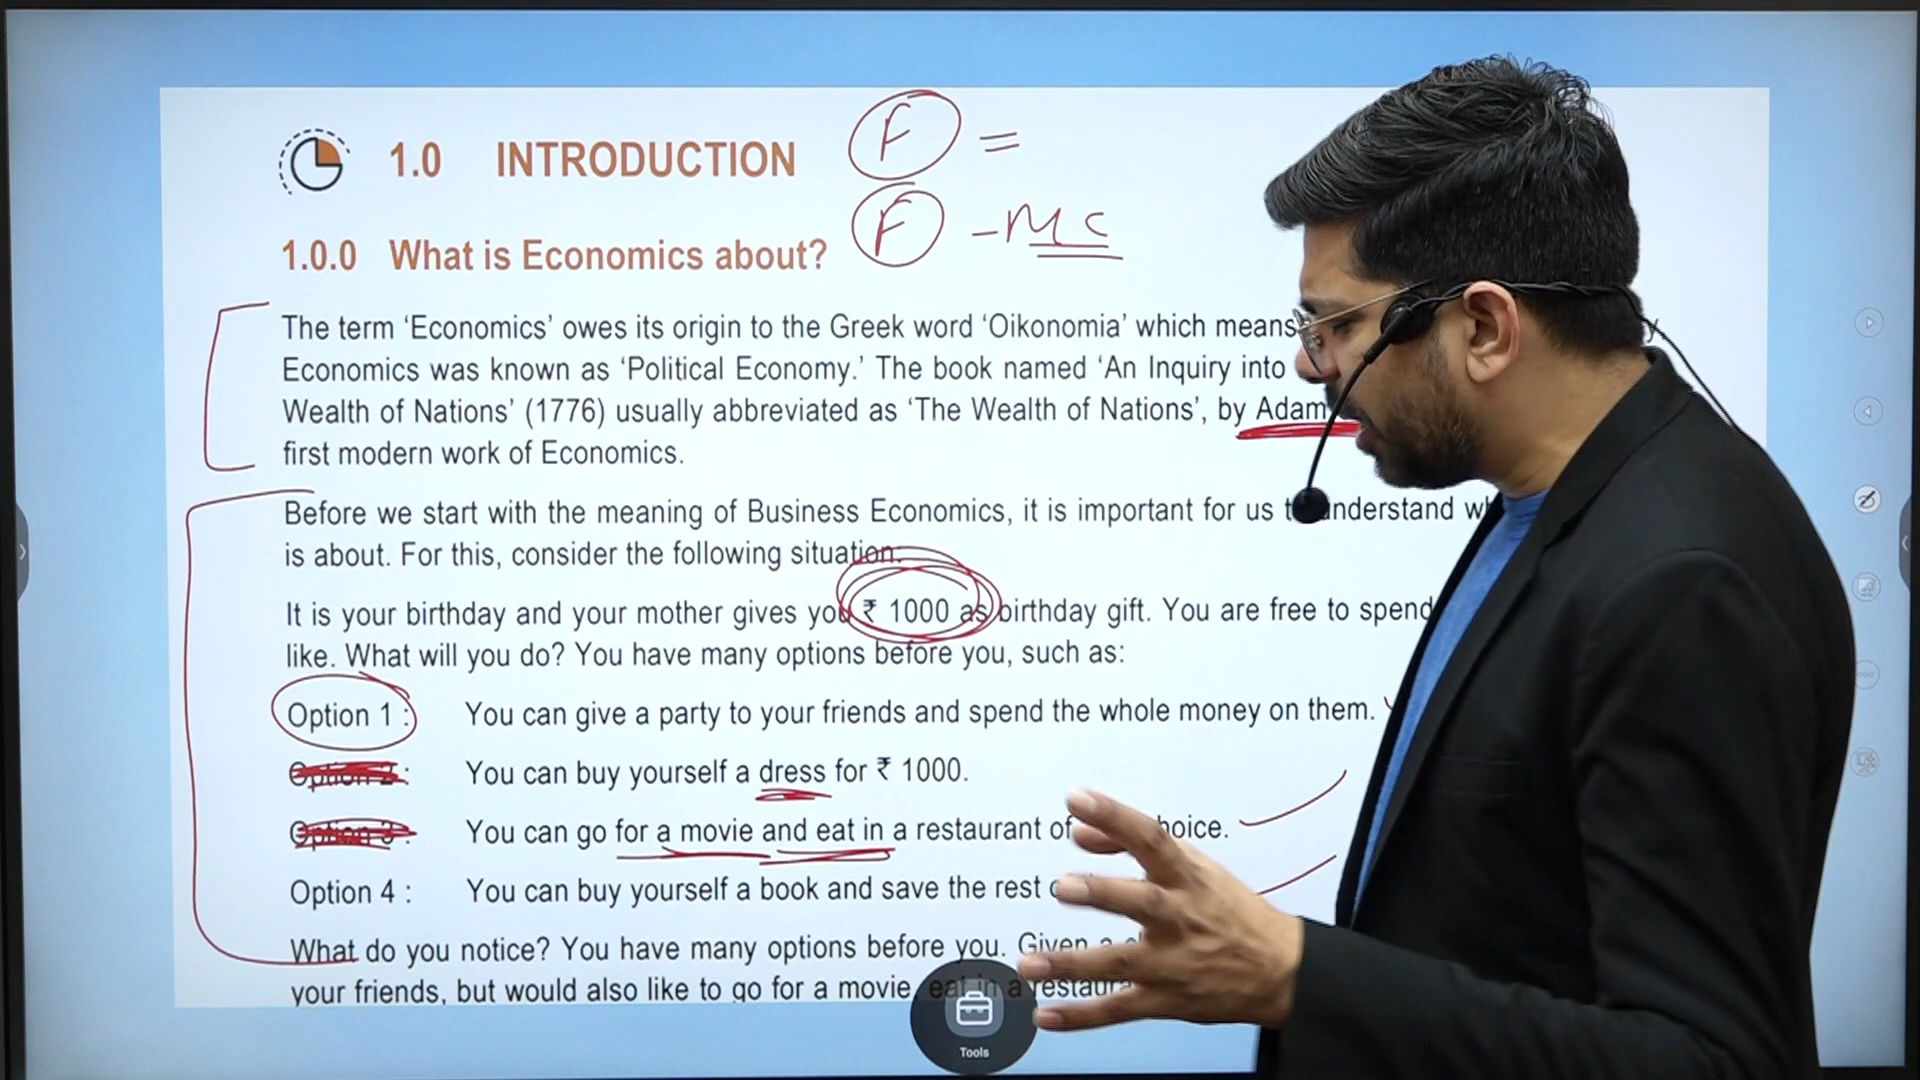 1.0 INTRODUCTION
F =
F - MC
1.0.0 What is Economics about?
The term ‘Economics’ owes its origin to the Greek word ‘Oikonomia’ which means
Economics was known as ‘Political Economy.’ The book named ‘An Inquiry into
Wealth of Nations’ (1776) usually abbreviated as ‘The Wealth of Nations’, by Adam
first modern work of Economics.
Before we start with the meaning of Business Economics, it is important for us understand
is about. For this, consider the following situation:
It is your birthday and your mother gives you ₹ 1000 as birthday gift. You are free to spend
like. What will you do? You have many options before you, such as:
Option 1 : You can give a party to your friends and spend the whole money on them.
Option 2 : You can buy yourself a dress for ₹ 1000.
Option 3 : You can go for a movie and eat in a restaurant of
Option 4 : You can buy yourself a book and save the rest
What do you notice? You have many options before you. Given a
your friends, but would also like to go for a movie, eat in a
Tools